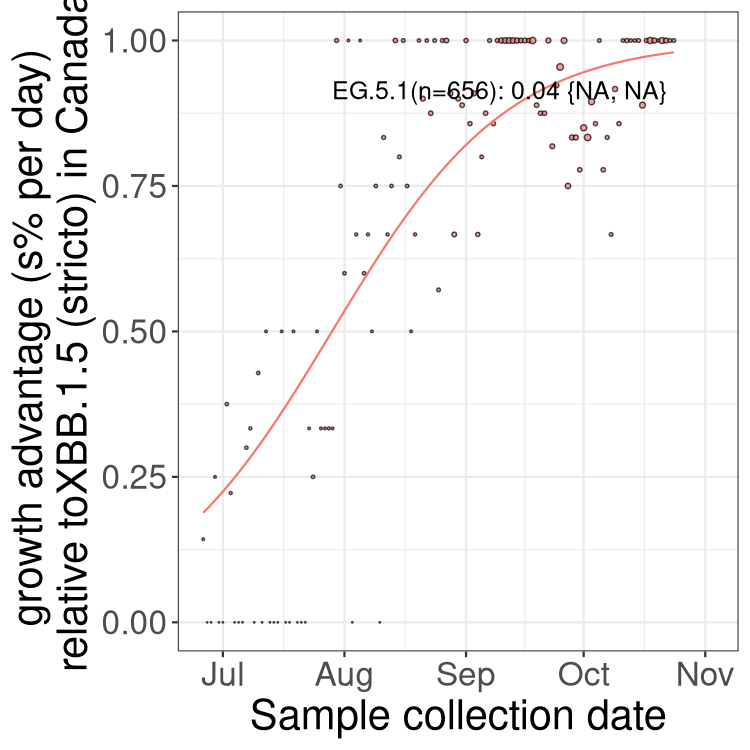 growth advantage (s% per day)
relative toXBB.1.5 (stricto) in Canada
1.00
0.75
0.50
0.25
0.00
EG.5.1(n=656): 0.04 {NA, NA}
Jul Aug Sep Oct Nov
Sample collection date